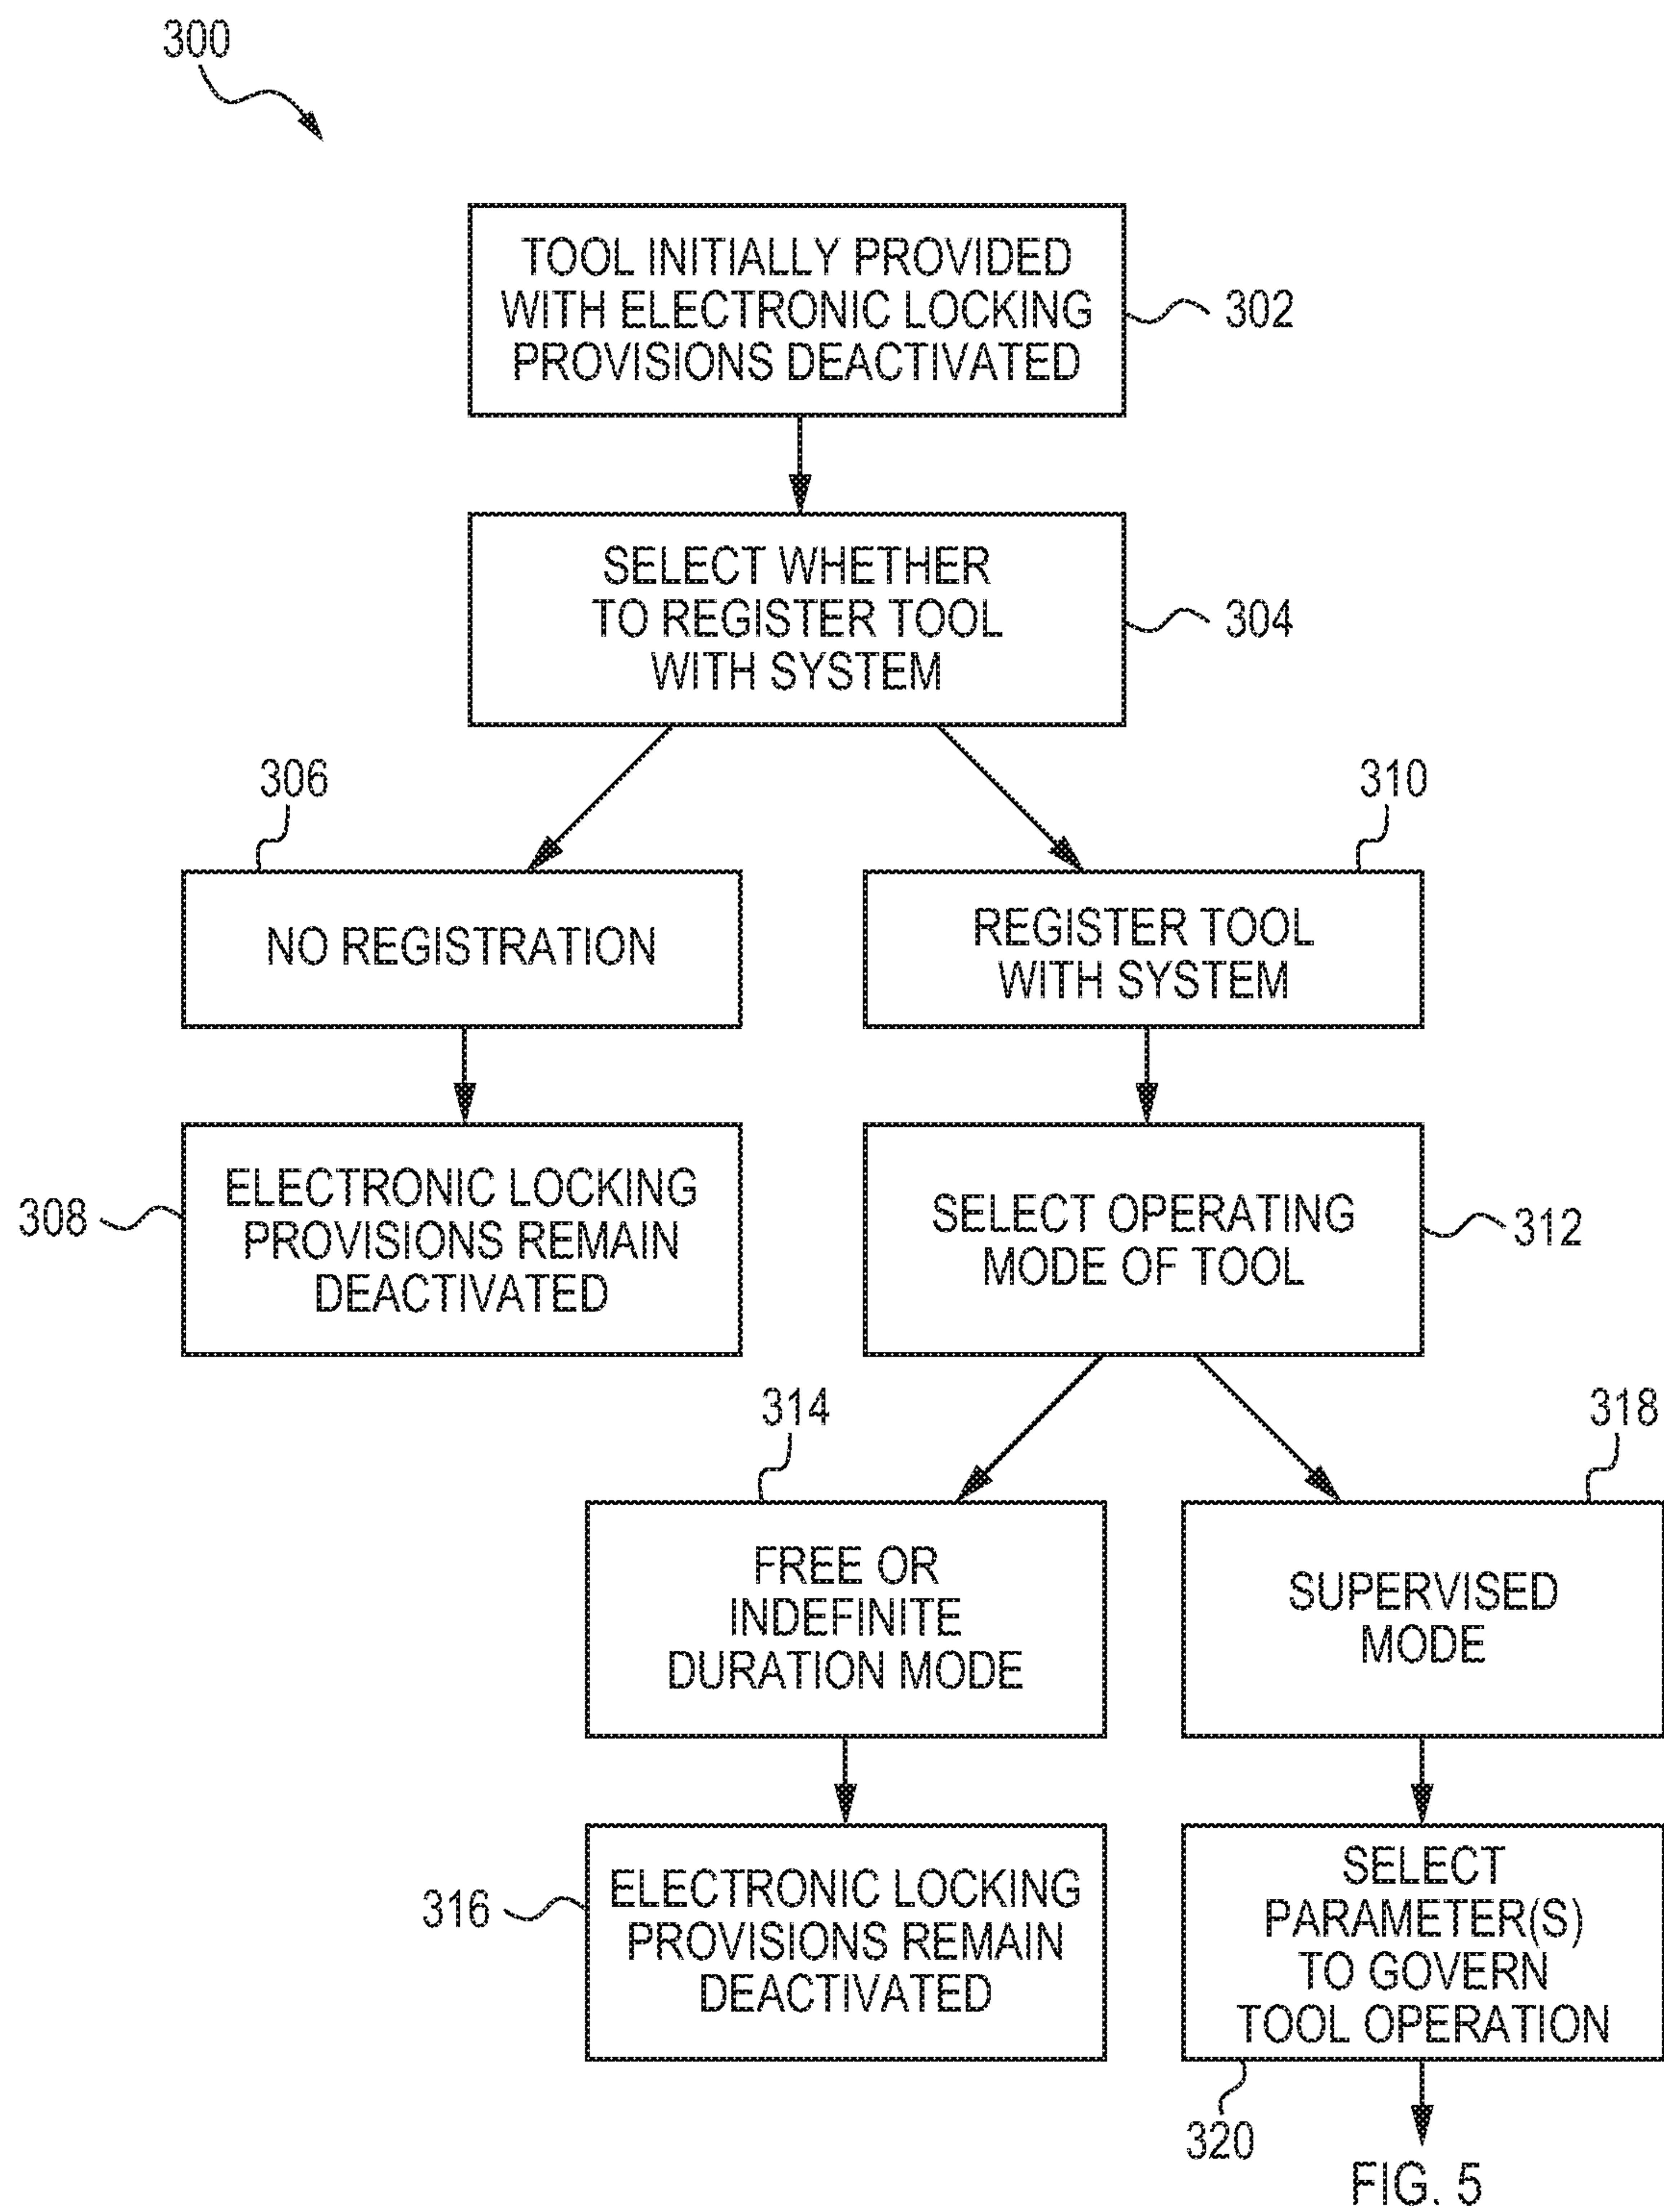 300
TOOL INITIALLY PROVIDED
WITH ELECTRONIC LOCKING
PROVISIONS DEACTIVATED
302
SELECT WHETHER
TO REGISTER TOOL
WITH SYSTEM
304
306
310
NO REGISTRATION
REGISTER TOOL
WITH SYSTEM
308
ELECTRONIC LOCKING
PROVISIONS REMAIN
DEACTIVATED
SELECT OPERATING
MODE OF TOOL
312
314
318
FREE OR
INDEFINITE
DURATION MODE
SUPERVISED
MODE
316
ELECTRONIC LOCKING
PROVISIONS REMAIN
DEACTIVATED
SELECT
PARAMETER(S)
TO GOVERN
TOOL OPERATION
320
FIG. 5